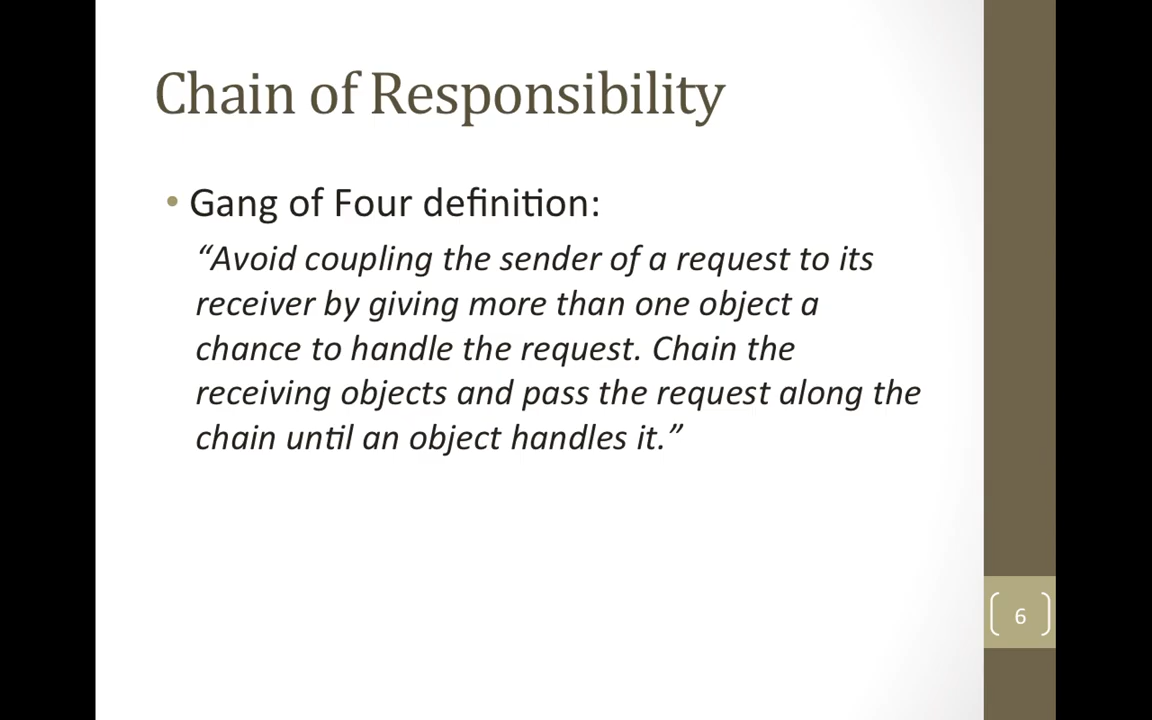 Chain of Responsibility
• Gang of Four definition:
“Avoid coupling the sender of a request to its
receiver by giving more than one object a
chance to handle the request. Chain the
receiving objects and pass the request along the
chain until an object handles it.”
6